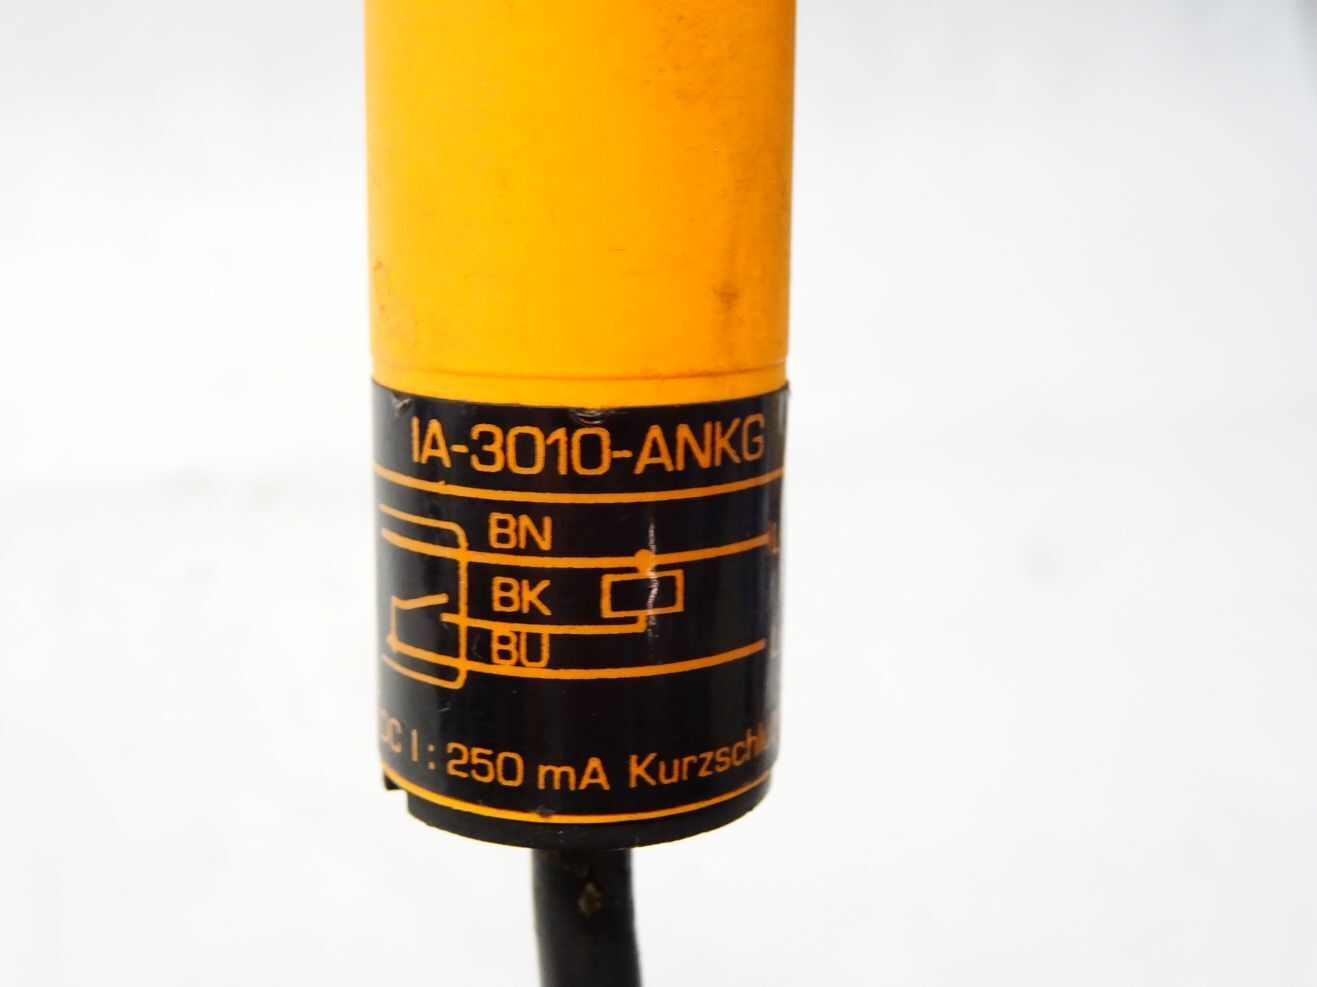 IA-3010-ANKG
BN
BK
BU
DC I: 250 mA